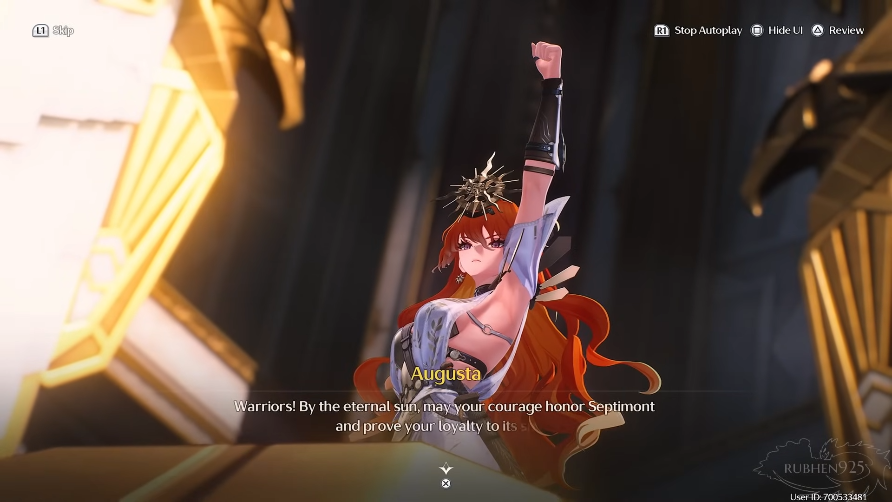 L1 Skip
R1 Stop Autoplay Hide UI Review
Augusta
Warriors! By the eternal sun, may your courage honor Septimont
and prove your loyalty to its
RUBHEN925
User ID: 700533481